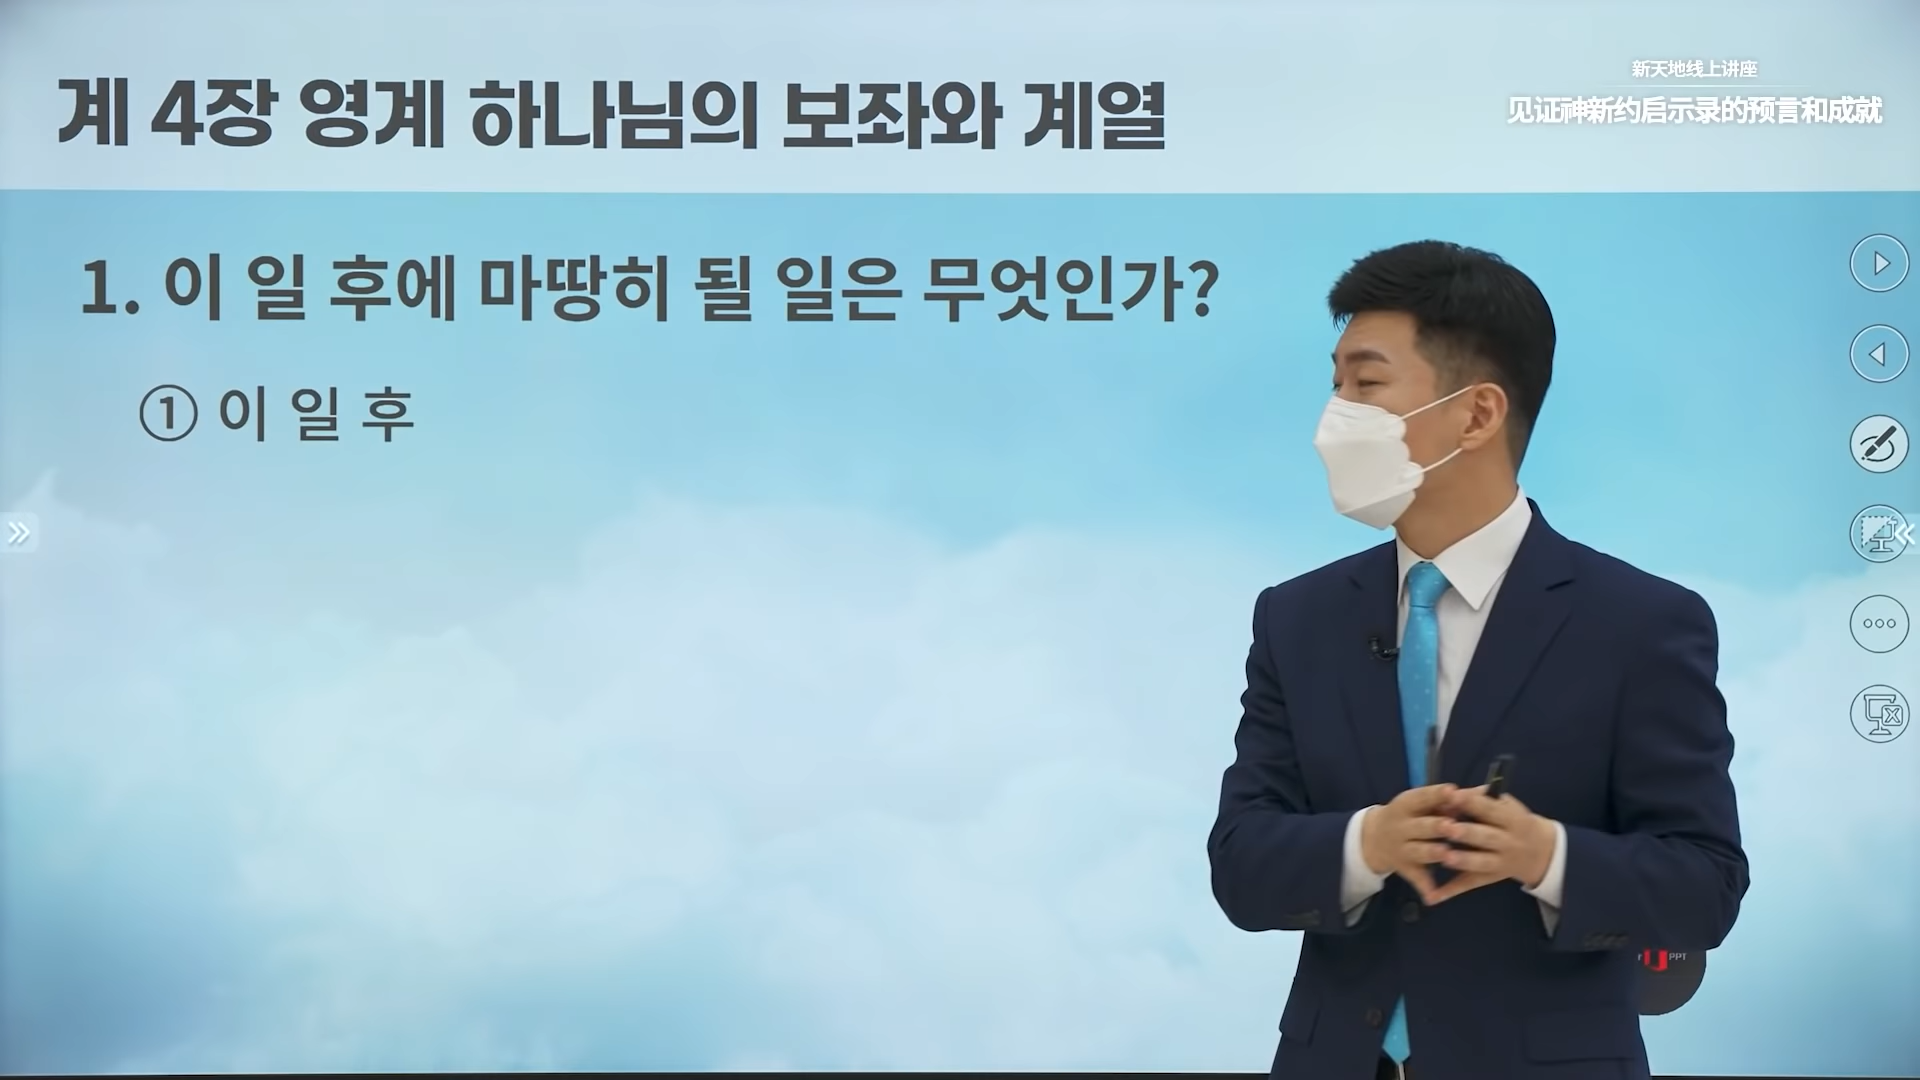 계 4장 영계 하나님의 보좌와 계열
新天地线上讲座
见证神新约启示录的预言和成就
1. 이 일 후에 마땅히 될 일은 무엇인가?
① 이 일 후
PPT